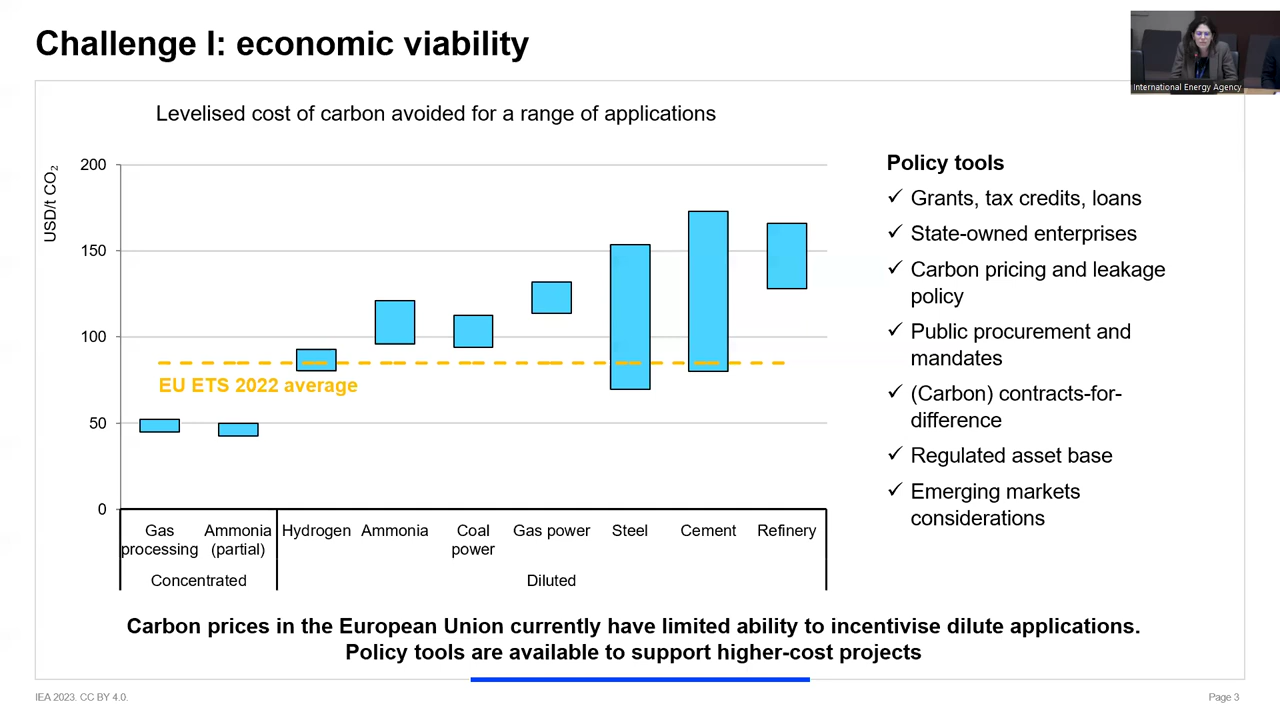 Challenge I: economic viability
International Energy Agency
Levelised cost of carbon avoided for a range of applications
USD/t CO₂
200
150
100
50
0
EU ETS 2022 average
Gas processing
Ammonia (partial)
Hydrogen
Ammonia
Coal power
Gas power
Steel
Cement
Refinery
Concentrated
Diluted
Policy tools
✓ Grants, tax credits, loans
✓ State-owned enterprises
✓ Carbon pricing and leakage
policy
✓ Public procurement and
mandates
✓ (Carbon) contracts-for-
difference
✓ Regulated asset base
✓ Emerging markets
considerations
Carbon prices in the European Union currently have limited ability to incentivise dilute applications.
Policy tools are available to support higher-cost projects
IEA 2023. CC BY 4.0.
Page 3